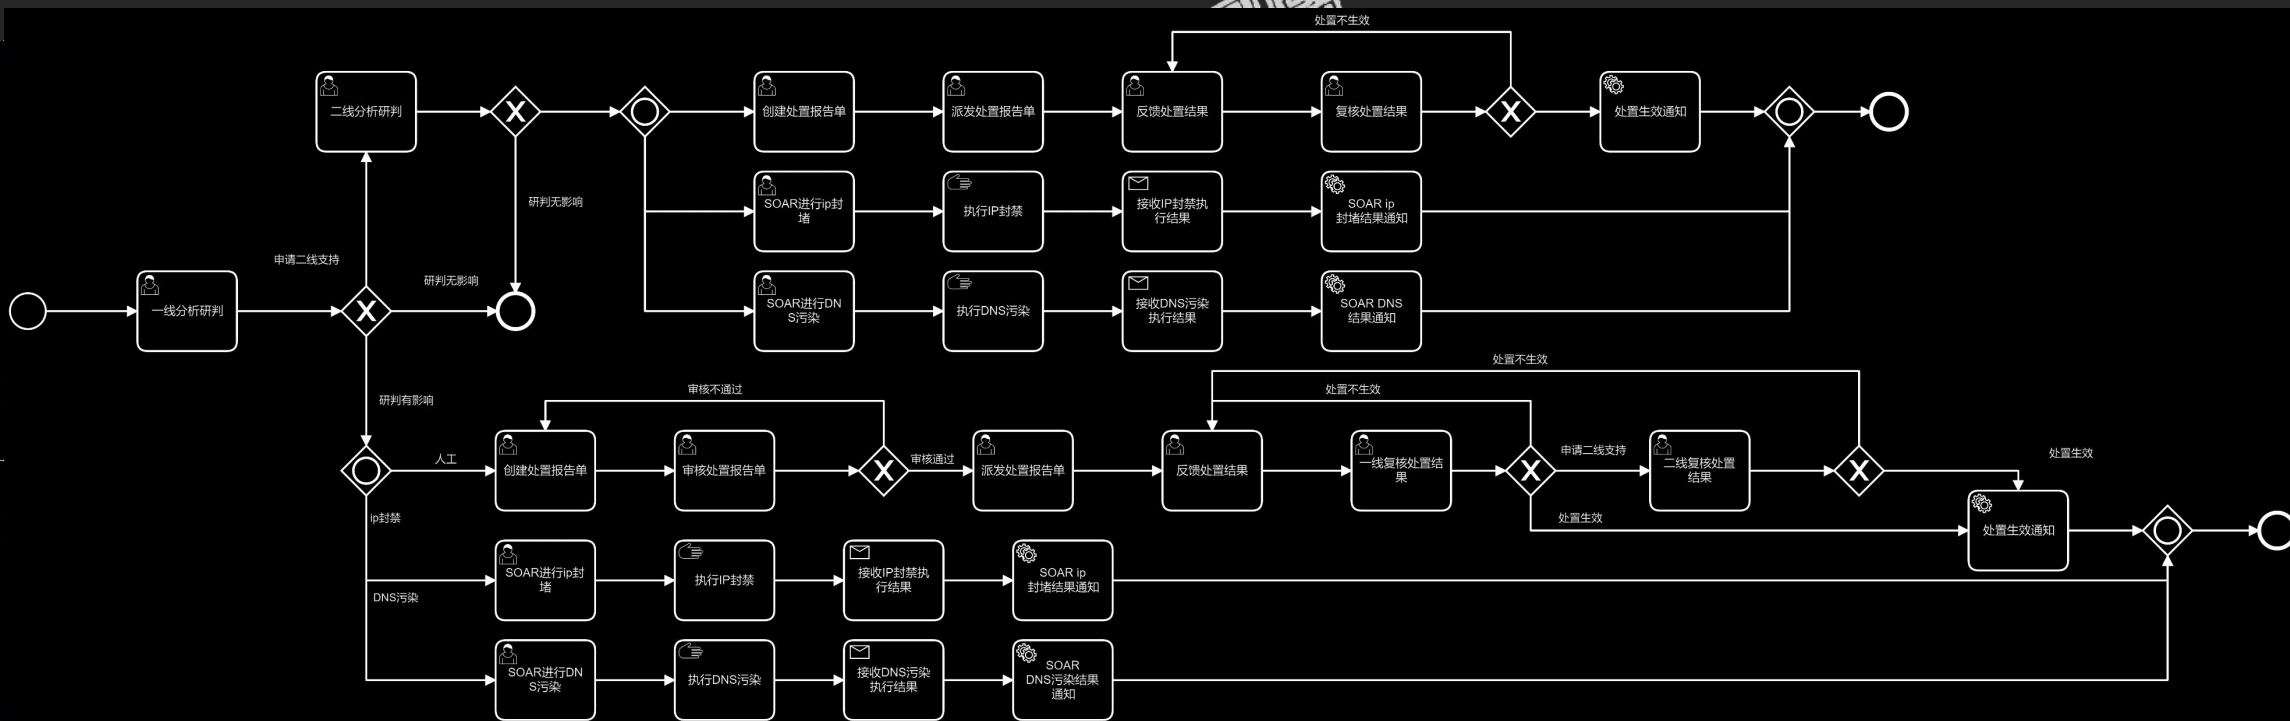 处置不生效
二线分析研判
创建处置报告单
派发处置报告单
反馈处置结果
复核处置结果
处置生效通知
研判无影响
SOAR进行ip封
堵
执行IP封禁
接收IP封禁执
行结果
SOAR ip
封堵结果通知
申请二线支持
研判无影响
一线分析研判
SOAR进行DN
S污染
执行DNS污染
接收DNS污染
执行结果
SOAR DNS
结果通知
处置不生效
审核不通过
处置不生效
研判有影响
人工
创建处置报告单
审核处置报告单
审核通过
派发处置报告单
反馈处置结果
一线复核处置结
果
申请二线支持
二线复核处置
结果
处置生效
ip封禁
处置生效
处置生效通知
SOAR进行ip封
堵
执行IP封禁
接收IP封禁执
行结果
SOAR ip
封堵结果通知
DNS污染
SOAR进行DN
S污染
执行DNS污染
接收DNS污染
执行结果
SOAR
DNS污染结果
通知